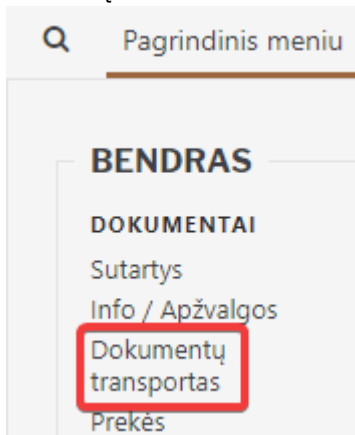 Pagrindinis meniu
BENDRAS
DOKUMENTAI
Sutartys
Info / Apžvalgos
Dokumentų
transportas
Prekės